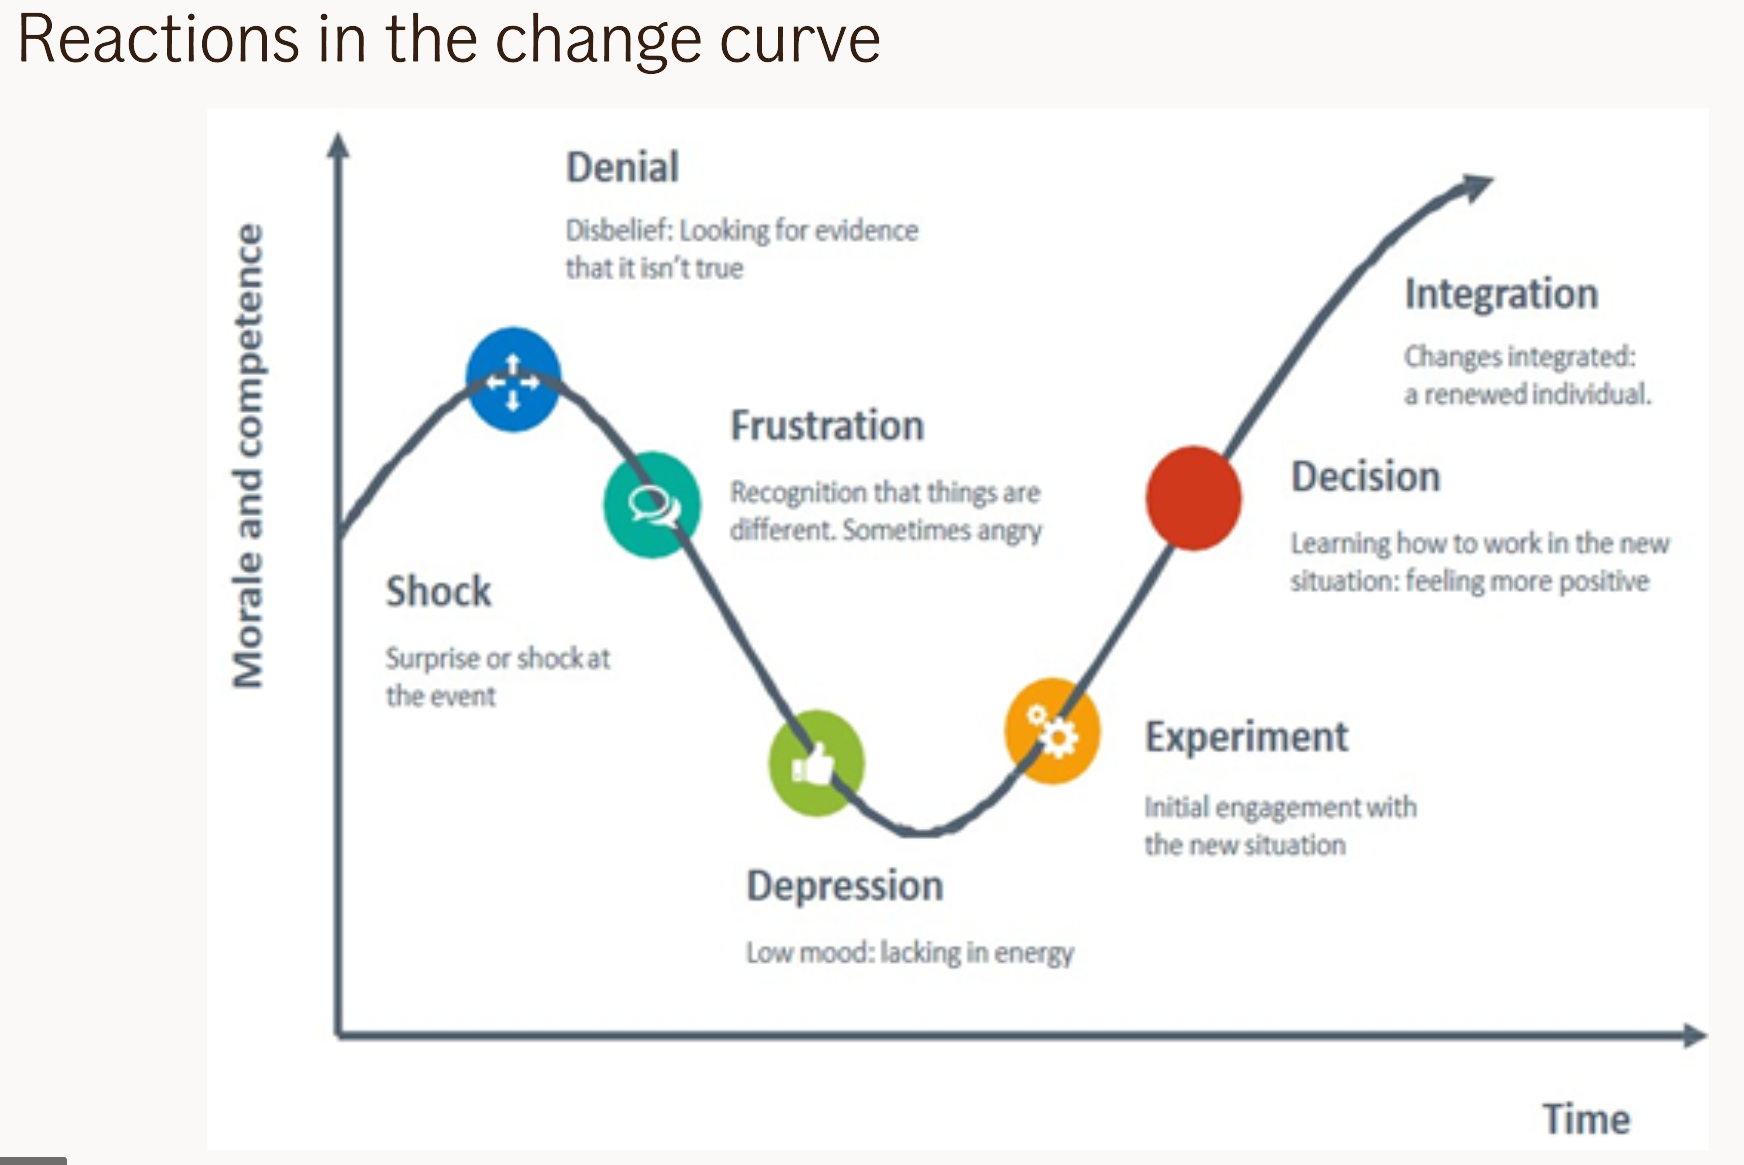 Reactions in the change curve
Morale and competence
Denial
Disbelief: Looking for evidence
that it isn't true
Frustration
Recognition that things are
different. Sometimes angry
Shock
Surprise or shock at
the event
Depression
Low mood: lacking in energy
Experiment
Initial engagement with
the new situation
Decision
Learning how to work in the new
situation: feeling more positive
Integration
Changes integrated:
a renewed individual.
Time